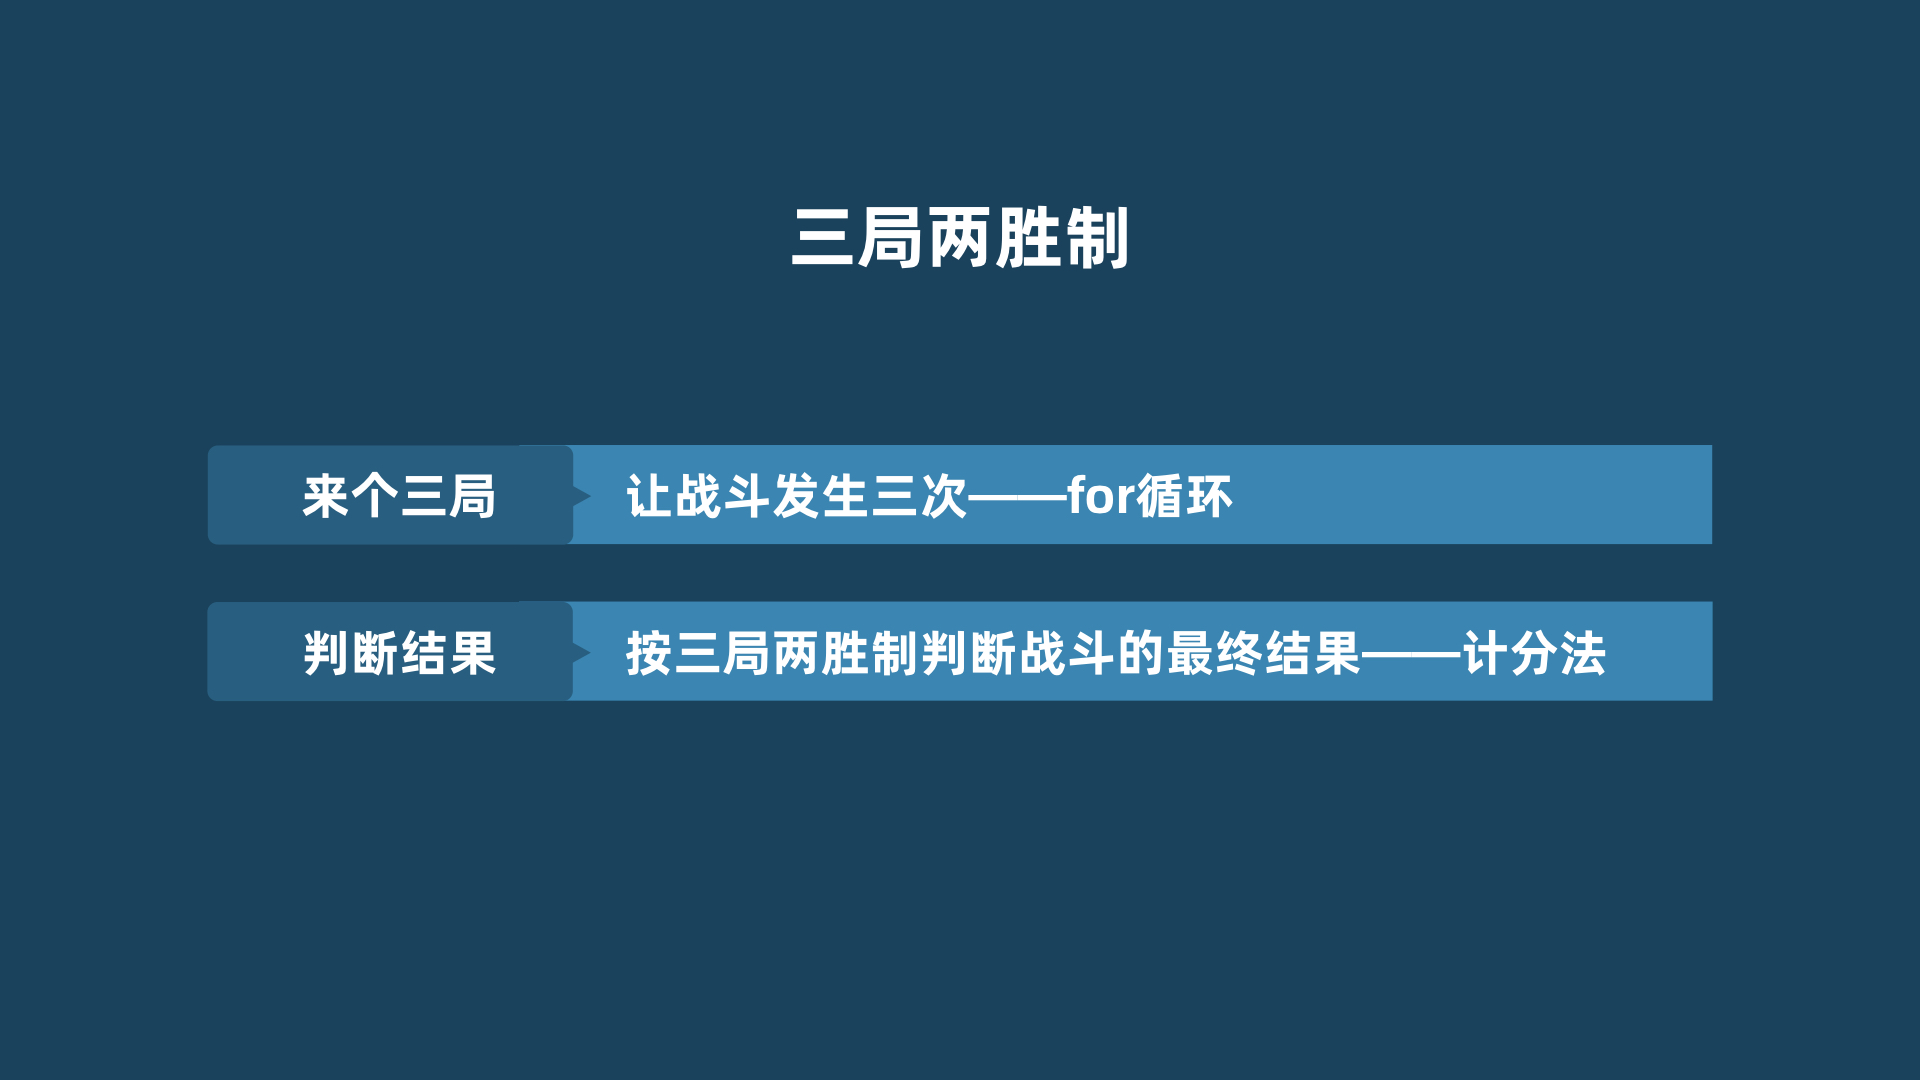 三局两胜制
来个三局
让战斗发生三次——for循环
判断结果
按三局两胜制判断战斗的最终结果——计分法